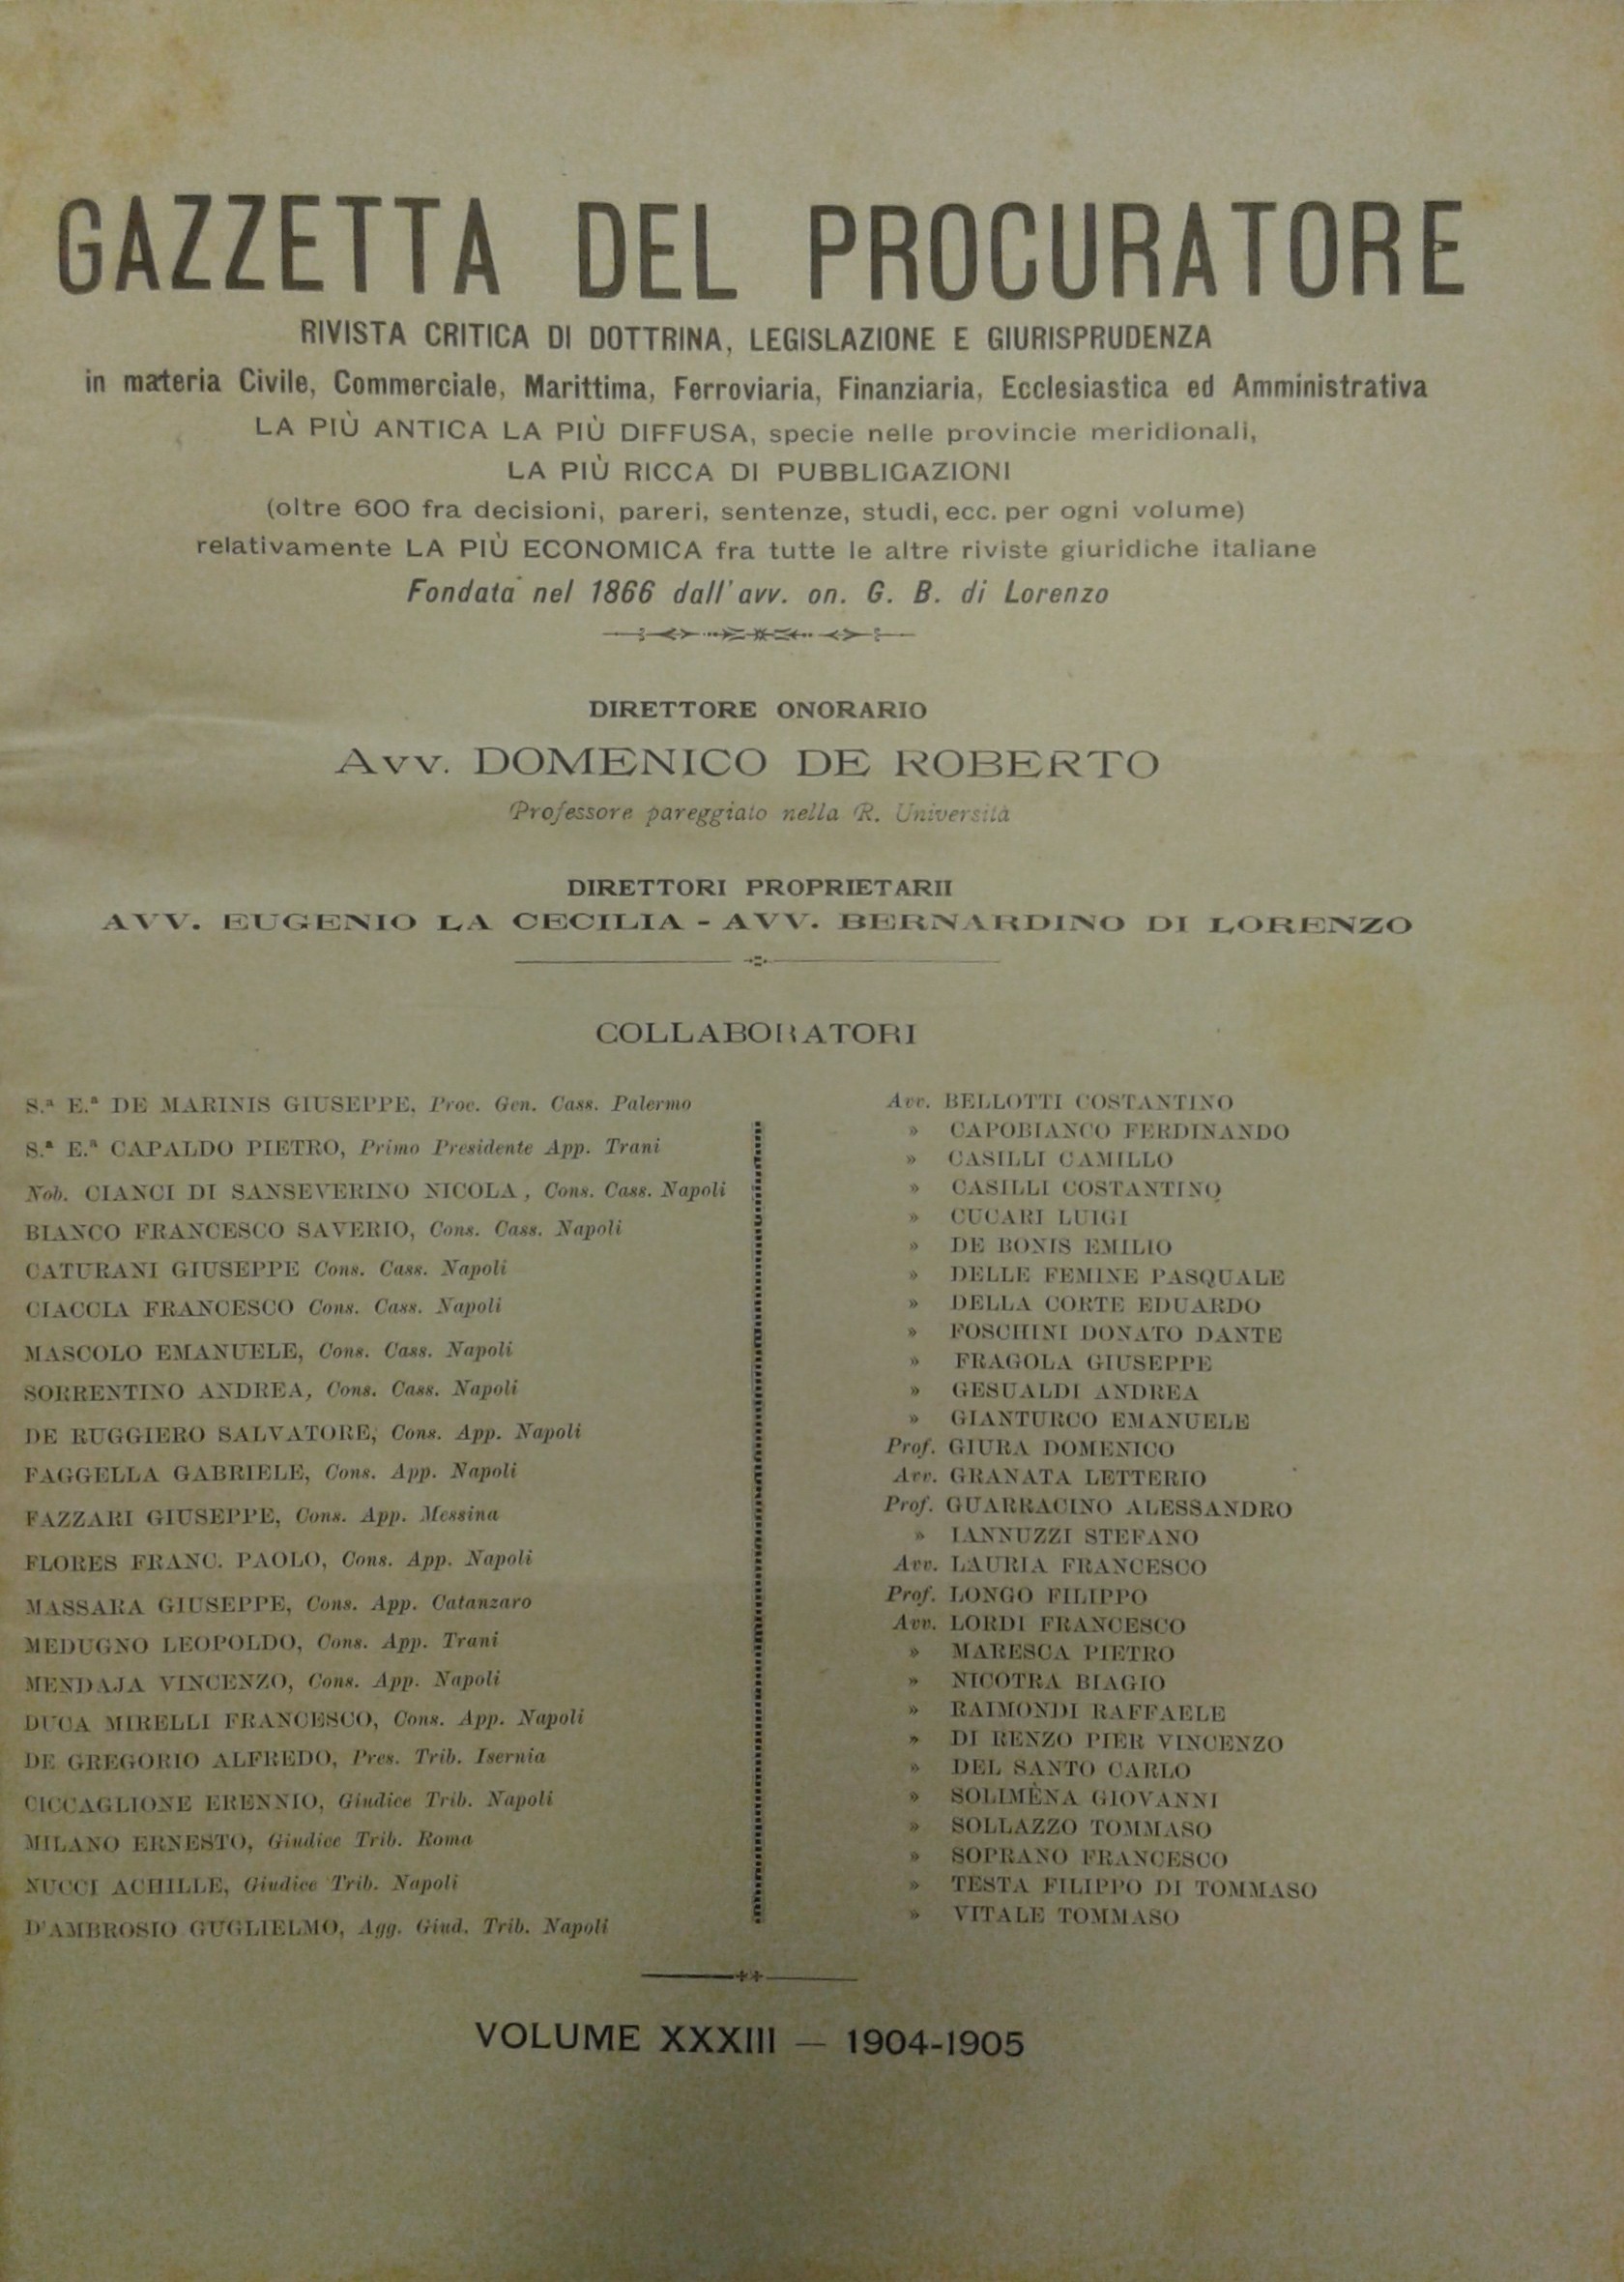 GAZZETTA DEL PROCURATORE
RIVISTA CRITICA DI DOTTRINA, LEGISLAZIONE E GIURISPRUDENZA
in materia Civile, Commerciale, Marittima, Ferroviaria, Finanziaria, Ecclesiastica ed Amministrativa
LA PIÙ ANTICA LA PIÙ DIFFUSA, specie nelle provincie meridionali,
LA PIÙ RICCA DI PUBBLIGAZIONI
(oltre 600 fra decisioni, pareri, sentenze, studi, ecc. per ogni volume)
relativamente LA PIÙ ECONOMICA fra tutte le altre riviste giuridiche italiane
Fondata nel 1866 dall'avv. on. G. B. di Lorenzo
DIRETTORE ONORARIO
Avv. DOMENICO DE ROBERTO
Professore pareggiato nella R. Università
DIRETTORI PROPRIETARII
AVV. EUGENIO LA CECILIA - AVV. BERNARDINO DI LORENZO
COLLABORATORI
S.ª E.ª DE MARINIS GIUSEPPE, Proc. Gen. Cass. Palermo
S.ª E.ª CAPALDO PIETRO, Primo Presidente App. Trani
Nob. CIANCI DI SANSEVERINO NICOLA, Cons. Cass. Napoli
BIANCO FRANCESCO SAVERIO, Cons. Cass. Napoli
CATURANI GIUSEPPE Cons. Cass. Napoli
CIACCIA FRANCESCO Cons. Cass. Napoli
MASCOLO EMANUELE, Cons. Cass. Napoli
SORRENTINO ANDREA, Cons. Cass. Napoli
DE RUGGIERO SALVATORE, Cons. App. Napoli
FAGGELLA GABRIELE, Cons. App. Napoli
FAZZARI GIUSEPPE, Cons. App. Messina
FLORES FRANC. PAOLO, Cons. App. Napoli
MASSARA GIUSEPPE, Cons. App. Catanzaro
MEDUGNO LEOPOLDO, Cons. App. Trani
MENDAJA VINCENZO, Cons. App. Napoli
DUCA MIRELLI FRANCESCO, Cons. App. Napoli
DE GREGORIO ALFREDO, Pres. Trib. Isernia
CICCAGLIONE ERENNIO, Giudice Trib. Napoli
MILANO ERNESTO, Giudice Trib. Roma
NUCCI ACHILLE, Giudice Trib. Napoli
D'AMBROSIO GUGLIELMO, Agg. Giud. Trib. Napoli
Avv. BELLOTTI COSTANTINO
» CAPOBIANCO FERDINANDO
» CASILLI CAMILLO
» CASILLI COSTANTINO
» CUCARI LUIGI
» DE BONIS EMILIO
» DELLE FEMINE PASQUALE
» DELLA CORTE EDUARDO
» FOSCHINI DONATO DANTE
» FRAGOLA GIUSEPPE
» GESUALDI ANDREA
» GIANTURCO EMANUELE
Prof. GIURA DOMENICO
Avv. GRANATA LETTERIO
Prof. GUARRACINO ALESSANDRO
» IANNUZZI STEFANO
Avv. LAURIA FRANCESCO
Prof. LONGO FILIPPO
Avv. LORDI FRANCESCO
» MARESCA PIETRO
» NICOTRA BIAGIO
» RAIMONDI RAFFAELE
» DI RENZO PIER VINCENZO
» DEL SANTO CARLO
» SOLIMÈNA GIOVANNI
» SOLLAZZO TOMMASO
» SOPRANO FRANCESCO
» TESTA FILIPPO DI TOMMASO
» VITALE TOMMASO
VOLUME XXXIII — 1904-1905